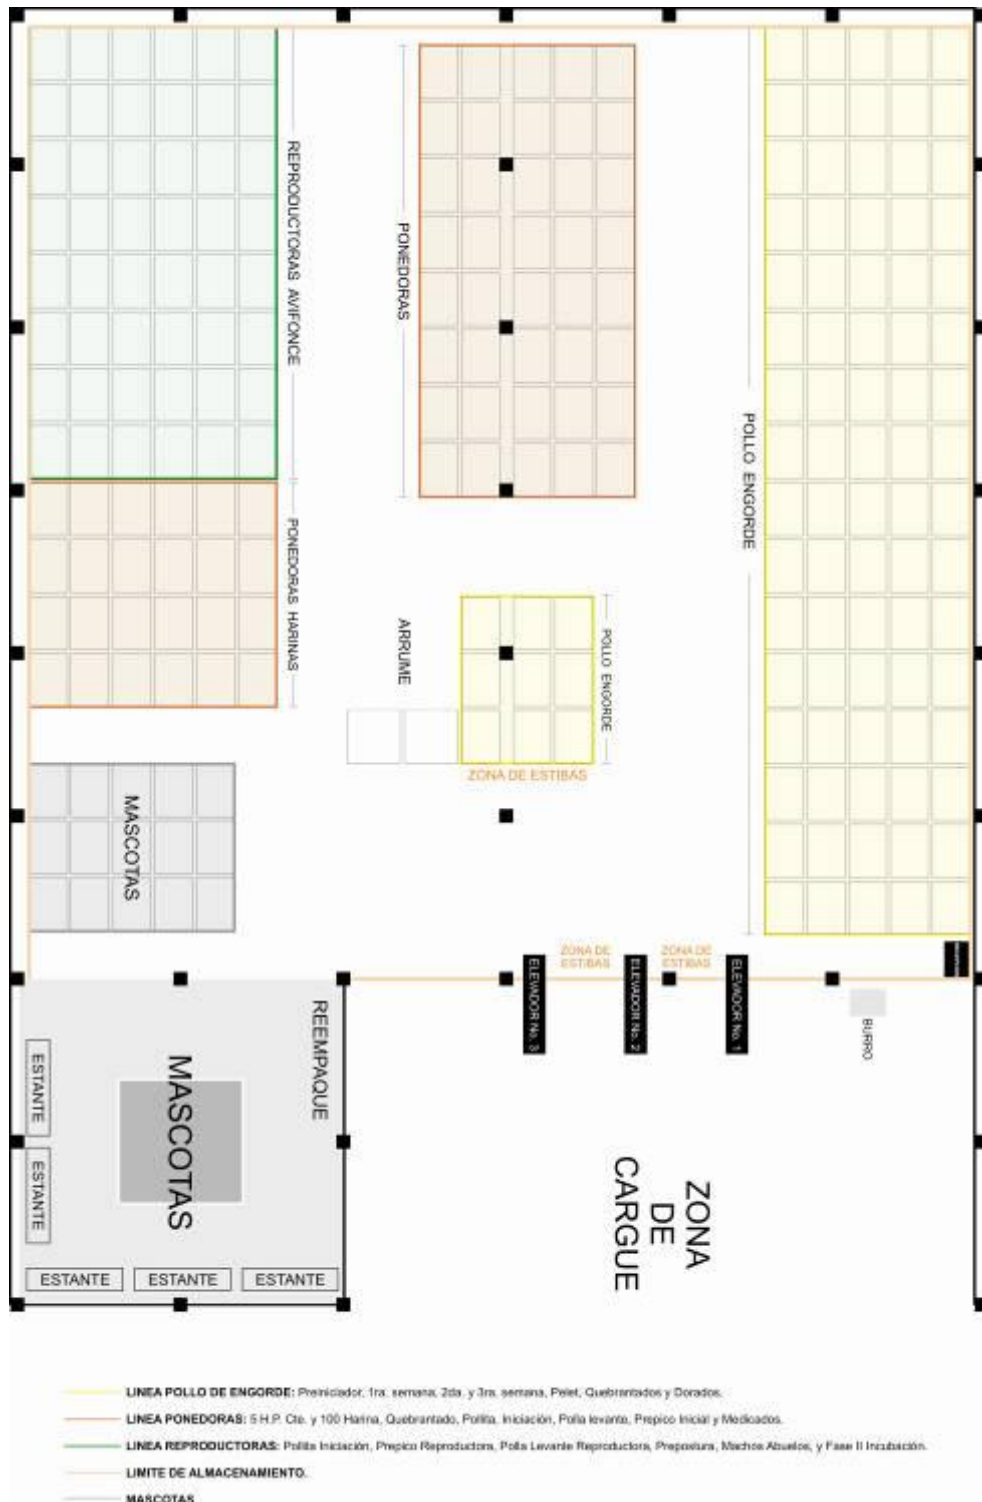 REPRODUCTORAS AVIFONCE
PONEDORAS
POLLO ENGORDE
PONEDORAS HARINAS
ARRUME
POLLO ENGORDE
ZONA DE ESTIBAS
MASCOTAS
ZONA DE
ESTIBAS
ZONA DE
ESTIBAS
ELEVADOR No. 3
ELEVADOR No. 2
ELEVADOR No. 1
BURRO
REEMPAQUE
MASCOTAS
ESTANTE
ESTANTE
ESTANTE
ESTANTE
ESTANTE
ZONA
DE
CARGUE
LINEA POLLO DE ENGORDE: Preiniciador, 1ra. semana, 2da. y 3ra. semana, Pelet, Quebrantados y Dorados.
LINEA PONEDORAS: 5 H.P. Cte. y 100 Harina, Quebrantado, Pollita, Iniciación, Polla levante, Prepico Inicial y Medicados.
LINEA REPRODUCTORAS: Pollita Iniciación, Prepico Reproductora, Polla Levante Reproductora, Prepostura, Machos Abuelos, y Fase II Incubación.
LIMITE DE ALMACENAMIENTO.
MASCOTAS